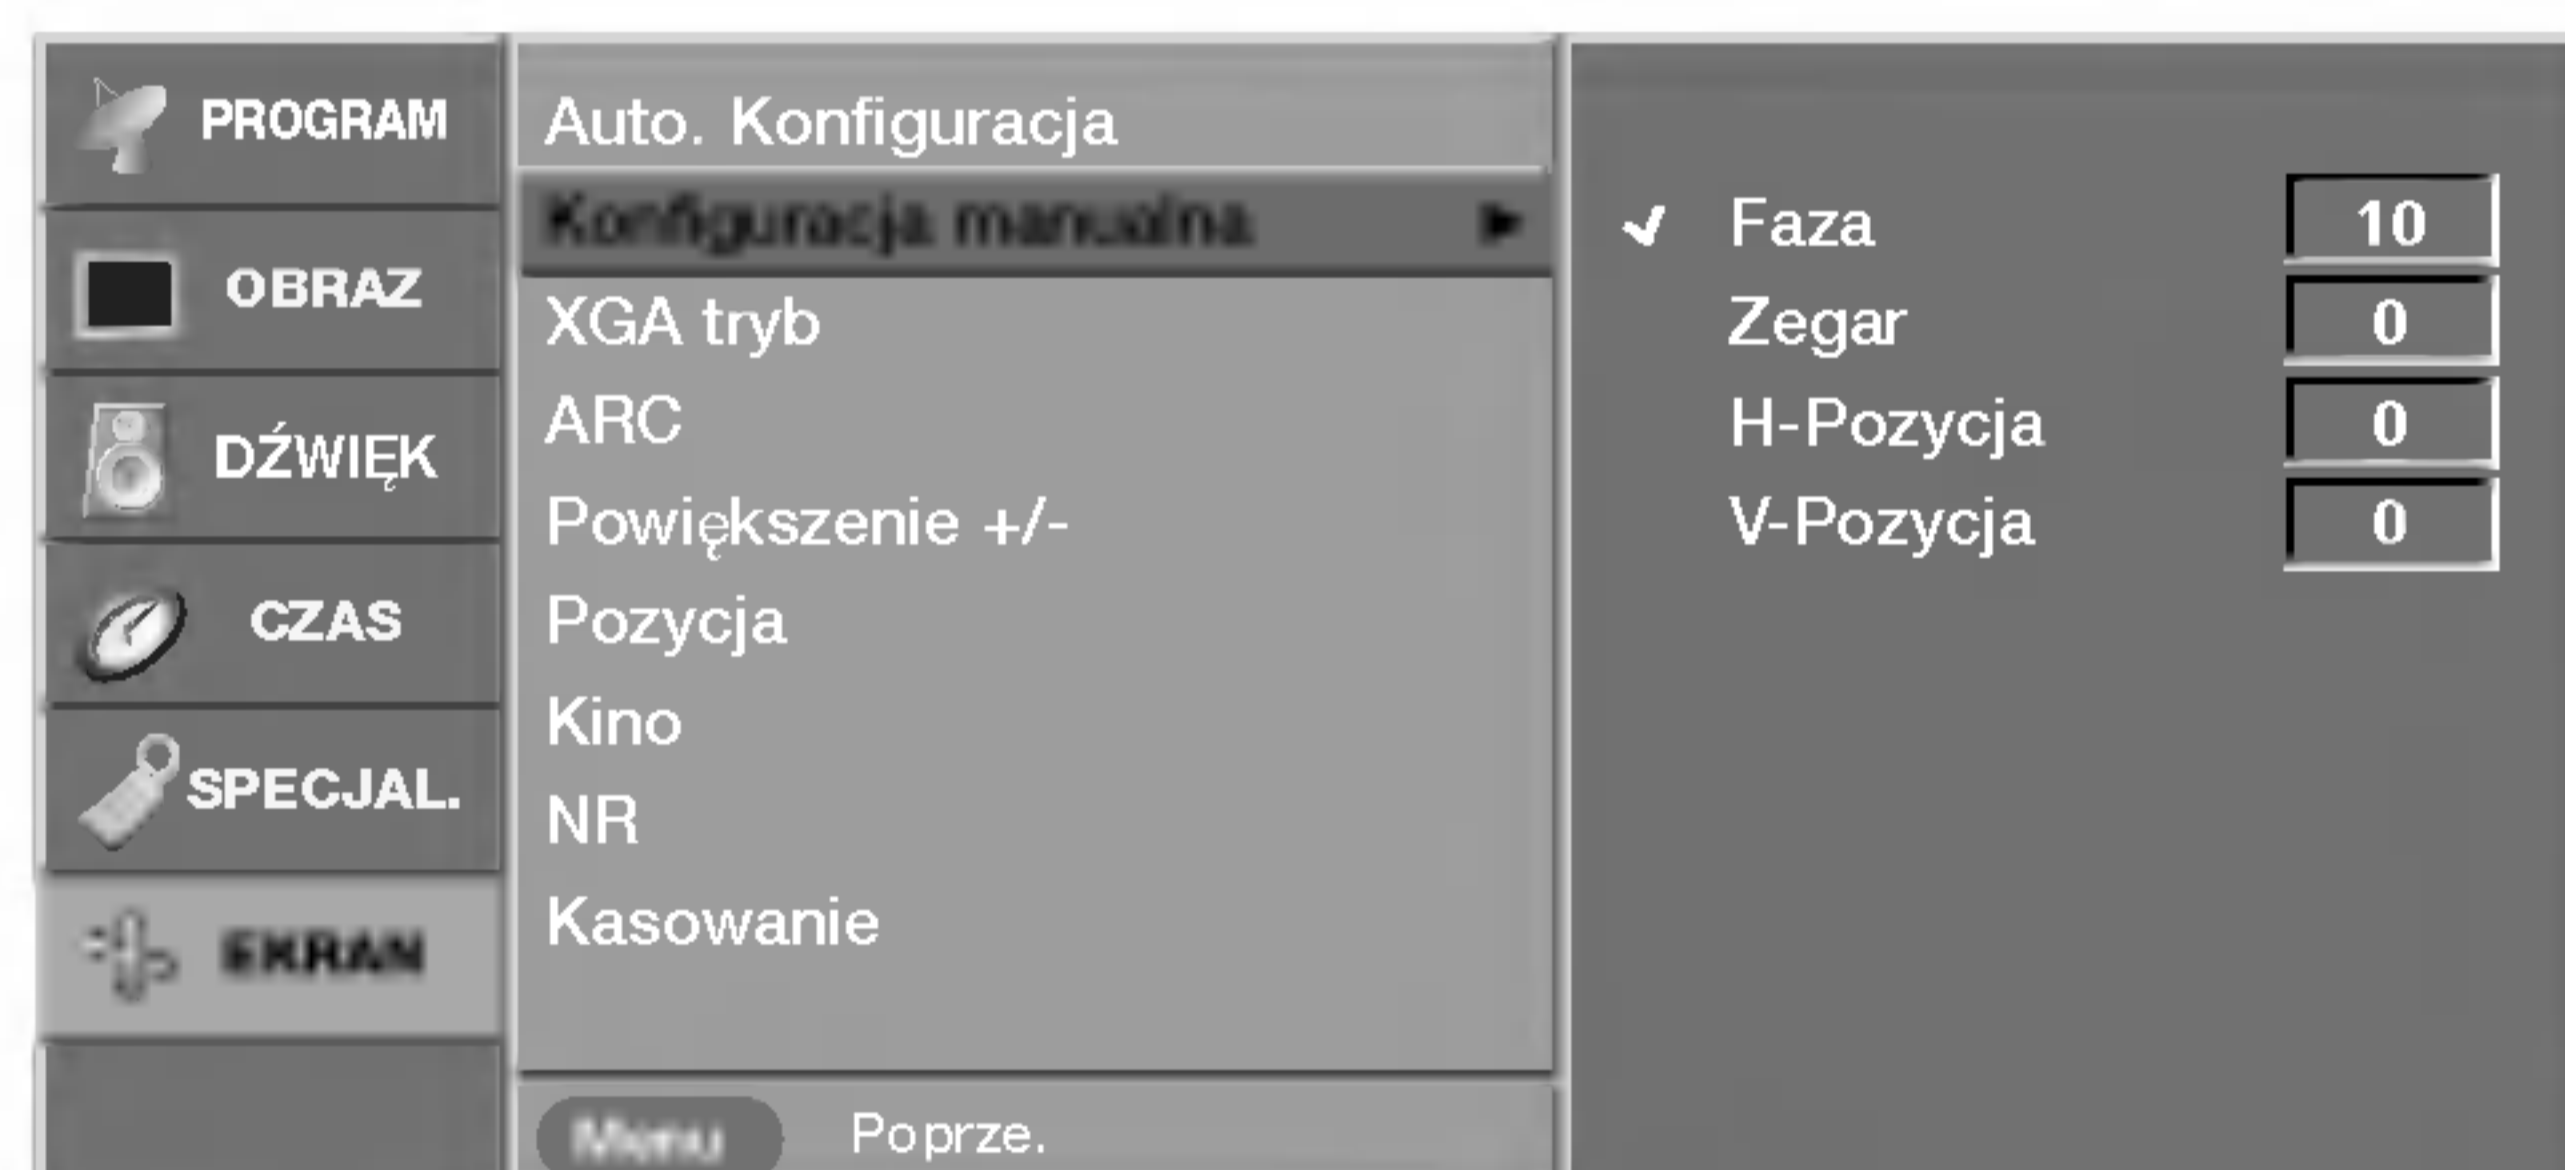 PROGRAM
OBRAZ
DŹWIĘK
CZAS
SPECJAL.
EKRAN
Auto. Konfiguracja
Konfiguracja manualna
XGA tryb
ARC
Powiększenie +/-
Pozycja
Kino
NR
Kasowanie
Menu Poprze.
Faza 10
Zegar 0
H-Pozycja 0
V-Pozycja 0